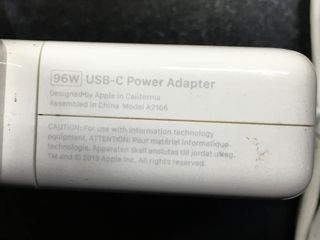 96W USB-C Power Adapter
Designed by Apple in California
Assembled in China Model A2166
CAUTION: For use with information technology
equipment. ATTENTION: Pour matériel informatique
technologie. Apparaten skall anslutas till jordat uttag.
TM and © 2019 Apple Inc. All rights reserved.